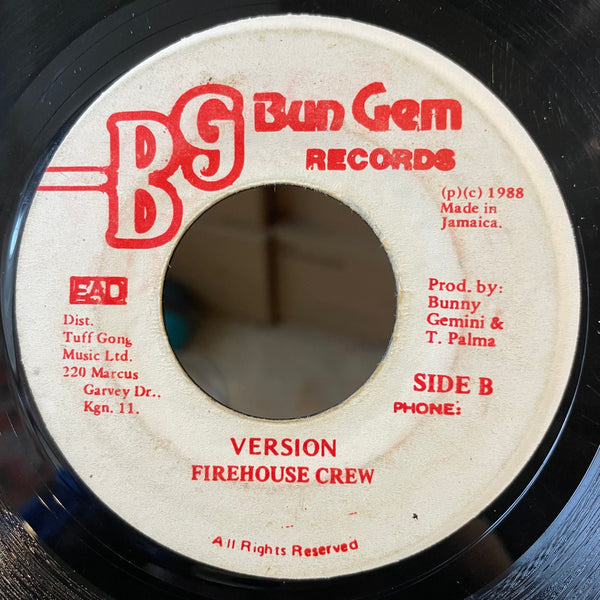 BG Bun Gem
RECORDS
(p)(c) 1988
Made in
Jamaica.
EAD
Dist.
Tuff Gong
Music Ltd.
220 Marcus
Garvey Dr.,
Kgn. 11.
Prod. by:
Bunny
Gemini &
T. Palma
SIDE B
PHONE:
VERSION
FIREHOUSE CREW
All Rights Reserved